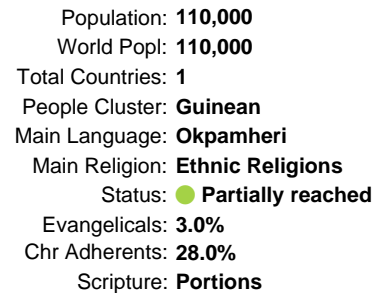 Population: 110,000
World Popl: 110,000
Total Countries: 1
People Cluster: Guinean
Main Language: Okpamheri
Main Religion: Ethnic Religions
Status: Partially reached
Evangelicals: 3.0%
Chr Adherents: 28.0%
Scripture: Portions